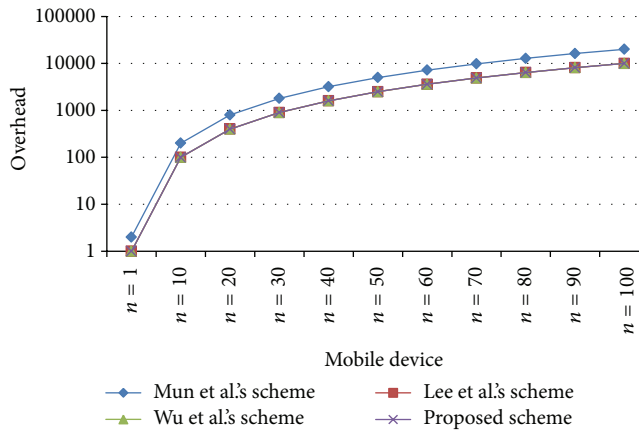 100000
10000
1000
100
10
1
Overhead
n = 1
n = 10
n = 20
n = 30
n = 40
n = 50
n = 60
n = 70
n = 80
n = 90
n = 100
Mobile device
Mun et al.'s scheme
Lee et al.'s scheme
Wu et al.'s scheme
Proposed scheme